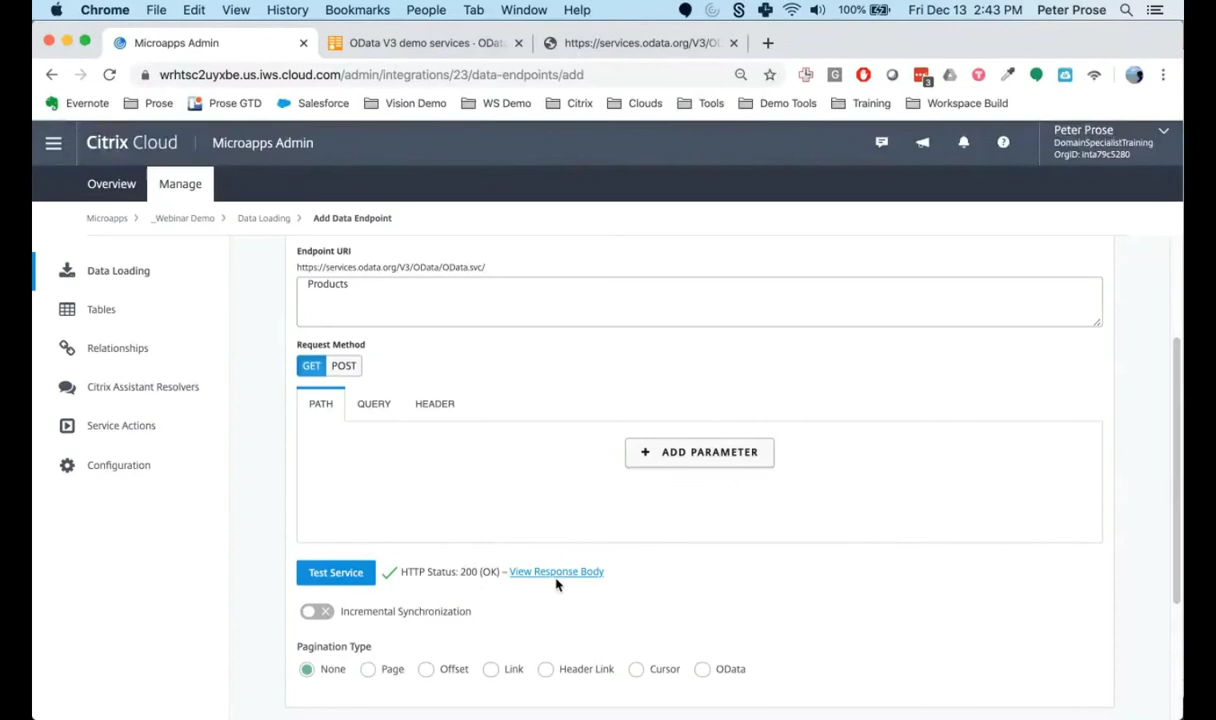 Chrome File Edit View History Bookmarks People Tab Window Help 100% Fri Dec 13 2:43 PM Peter Prose
Microapps Admin OData V3 demo services · OData https://services.odata.org/V3/OD
wrhtsc2uyxbe.us.iws.cloud.com/admin/integrations/23/data-endpoints/add 3
Evernote Prose Prose GTD Salesforce Vision Demo WS Demo Citrix Clouds Tools Demo Tools Training Workspace Build
Citrix Cloud Microapps Admin
Peter Prose
DomainSpecialistTraining
OrgID: inta79c5280
Overview Manage
Microapps _Webinar Demo Data Loading Add Data Endpoint
Data Loading
Tables
Relationships
Citrix Assistant Resolvers
Service Actions
Configuration
Endpoint URI
https://services.odata.org/V3/OData/OData.svc/
Products
Request Method
GET POST
PATH QUERY HEADER
+ ADD PARAMETER
Test Service HTTP Status: 200 (OK) – View Response Body
Incremental Synchronization
Pagination Type
None Page Offset Link Header Link Cursor OData